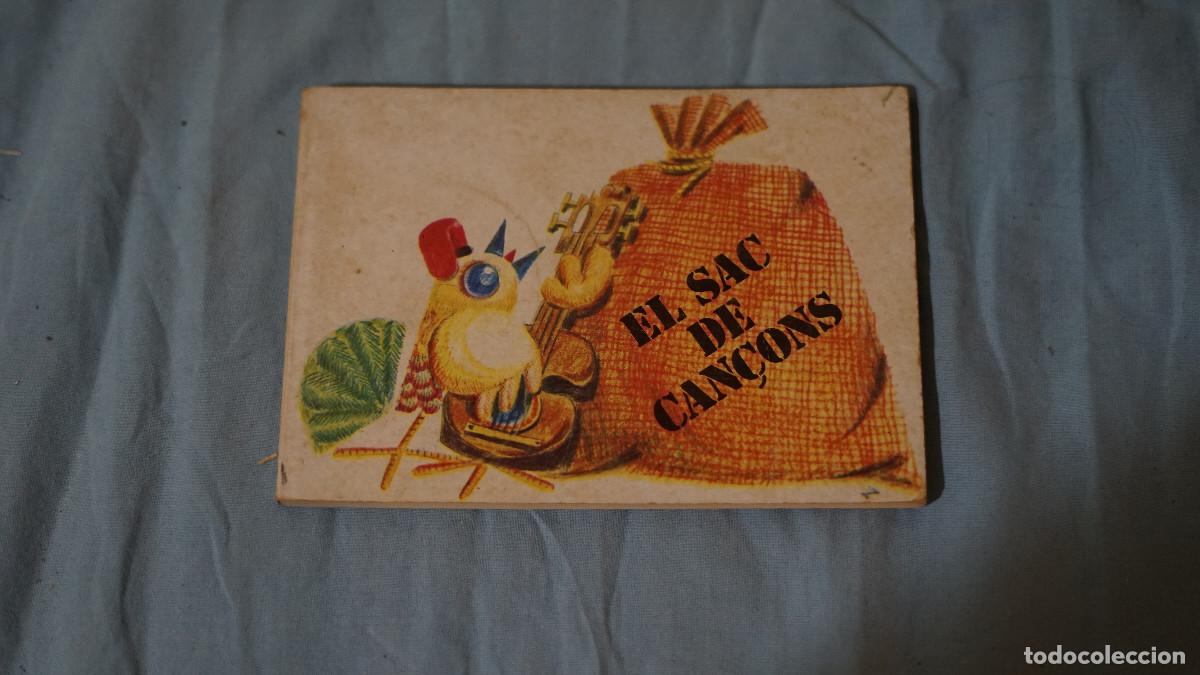 EL SAC
DE
CANÇONS
todocoleccion